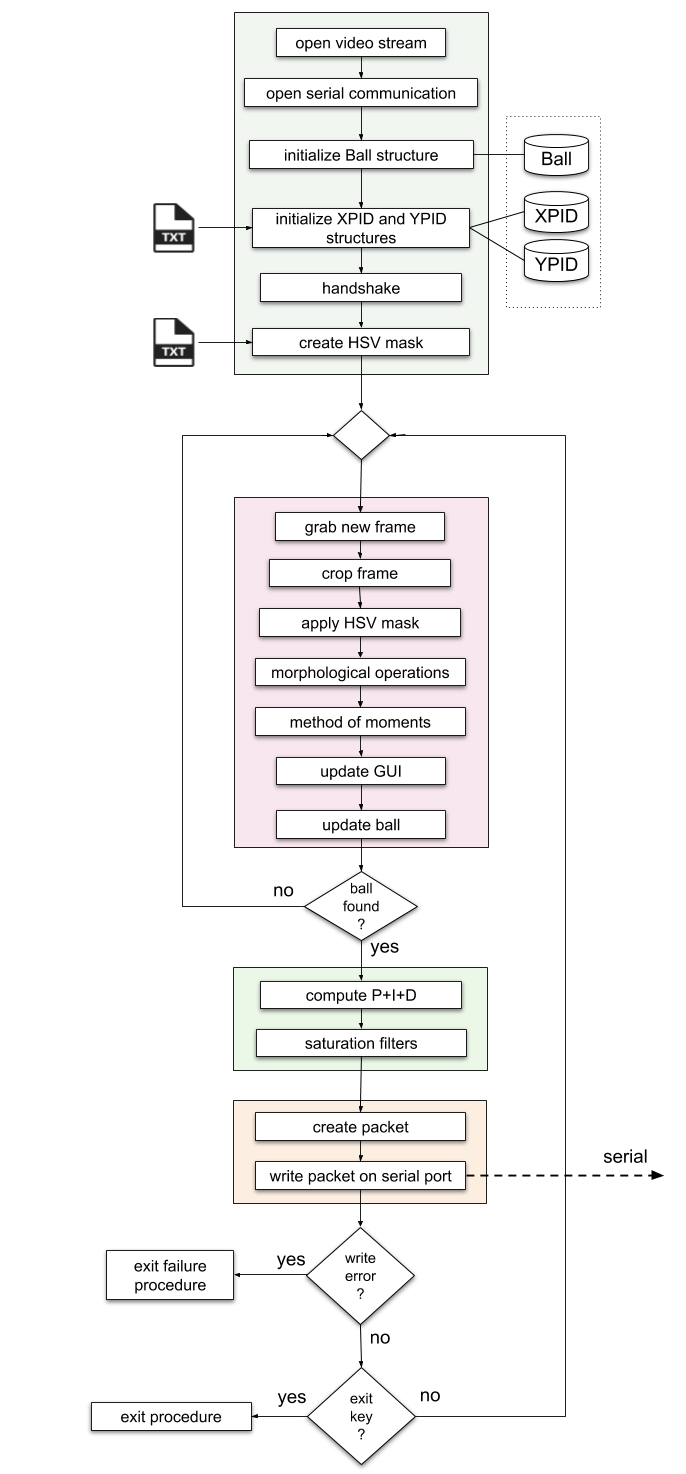 open video stream
open serial communication
initialize Ball structure
Ball
initialize XPID and YPID
structures
TXT
XPID
YPID
handshake
create HSV mask
TXT
grab new frame
crop frame
apply HSV mask
morphological operations
method of moments
update GUI
update ball
ball
found
?
no
yes
compute P+I+D
saturation filters
create packet
write packet on serial port
serial
write
error
?
yes
exit failure
procedure
no
exit
key
?
yes
exit procedure
no